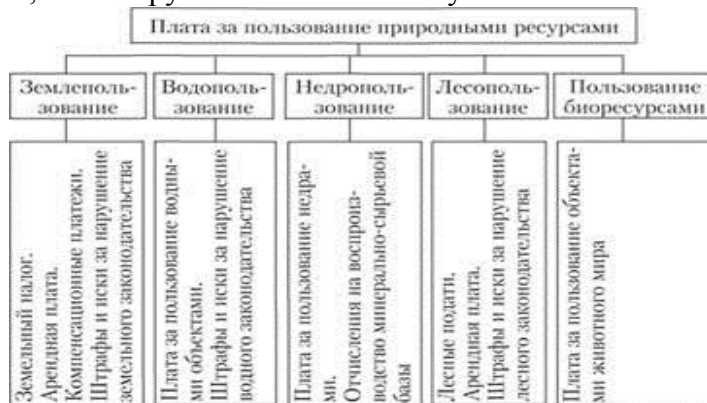 Плата за пользование природными ресурсами
Землеполь-
зование
Водополь-
зование
Недрополь-
зование
Лесополь-
зование
Пользование
биоресурсами
Земельный налог.
Арендная плата.
Компенсационные платежи.
Штрафы и иски за нарушение
земельного законодательства
Плата за пользование водны-
ми объектами.
Штрафы и иски за нарушение
водного законодательства
Плата за пользование недра-
ми.
Отчисления на воспроиз-
водство минерально-сырьевой
базы
Лесные подати.
Арендная плата.
Штрафы и иски за нарушение
лесного законодательства
Плата за пользование объекта-
ми животного мира